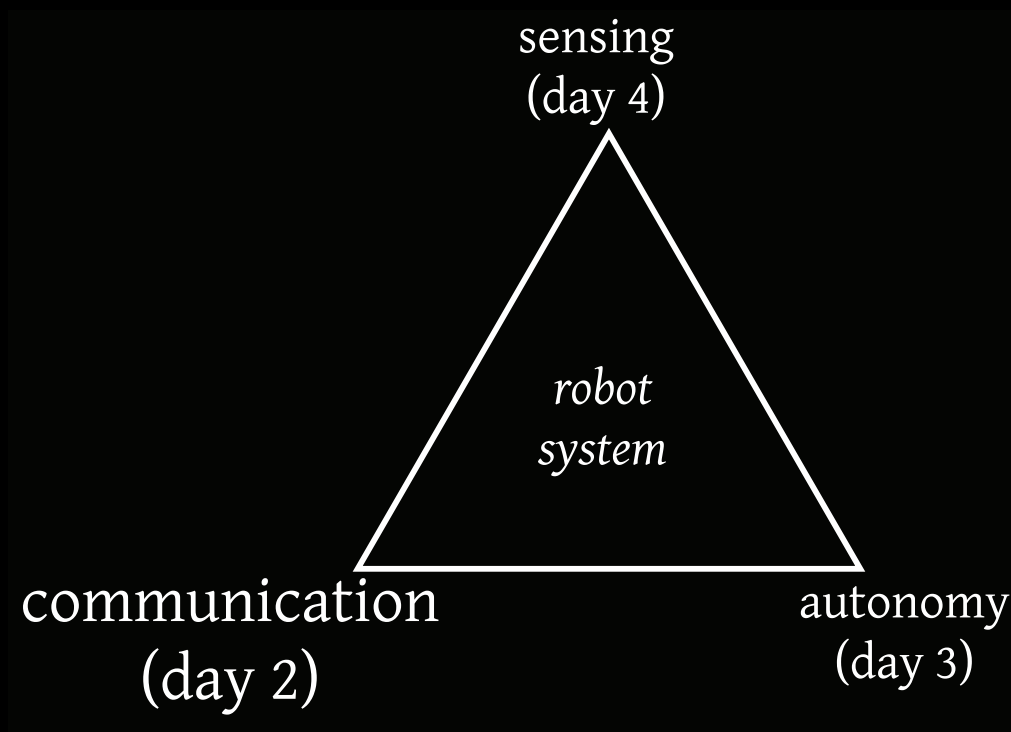 sensing
(day 4)
robot
system
communication
(day 2)
autonomy
(day 3)